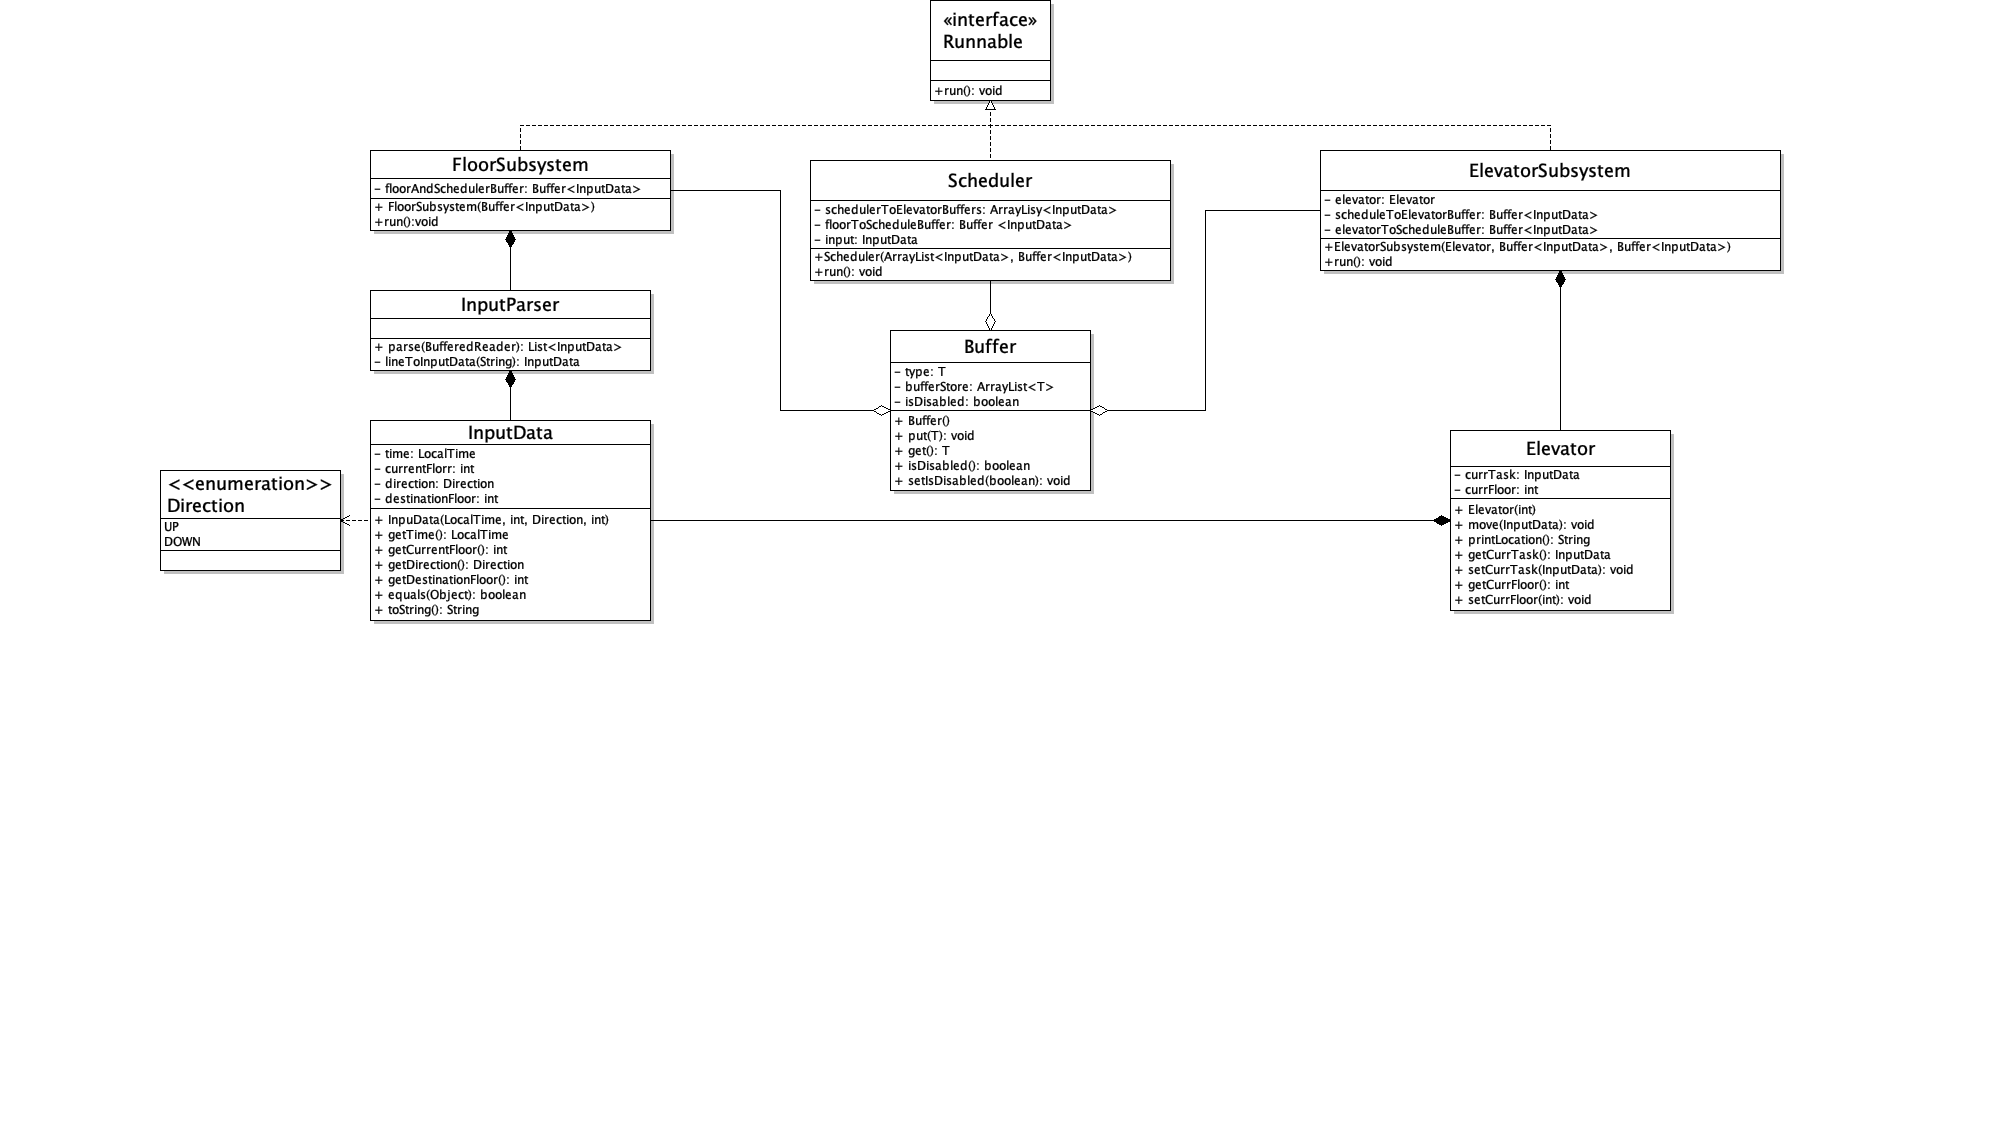 «interface»
Runnable
+run(): void
FloorSubsystem
- floorAndSchedulerBuffer: Buffer<InputData>
+ FloorSubsystem(Buffer<InputData>)
+run():void
Scheduler
- schedulerToElevatorBuffers: ArrayLisy<InputData>
- floorToScheduleBuffer: Buffer <InputData>
- input: InputData
+Scheduler(ArrayList<InputData>, Buffer<InputData>)
+run(): void
ElevatorSubsystem
- elevator: Elevator
- scheduleToElevatorBuffer: Buffer<InputData>
- elevatorToScheduleBuffer: Buffer<InputData>
+ElevatorSubsystem(Elevator, Buffer<InputData>, Buffer<InputData>)
+run(): void
InputParser
+ parse(BufferedReader): List<InputData>
- lineToInputData(String): InputData
Buffer
- type: T
- bufferStore: ArrayList<T>
- isDisabled: boolean
+ Buffer()
+ put(T): void
+ get(): T
+ isDisabled(): boolean
+ setIsDisabled(boolean): void
<<enumeration>>
Direction
UP
DOWN
InputData
- time: LocalTime
- currentFlorr: int
- direction: Direction
- destinationFloor: int
+ InpuData(LocalTime, int, Direction, int)
+ getTime(): LocalTime
+ getCurrentFloor(): int
+ getDirection(): Direction
+ getDestinationFloor(): int
+ equals(Object): boolean
+ toString(): String
Elevator
- currTask: InputData
- currFloor: int
+ Elevator(int)
+ move(InputData): void
+ printLocation(): String
+ getCurrTask(): InputData
+ setCurrTask(InputData): void
+ getCurrFloor(): int
+ setCurrFloor(int): void